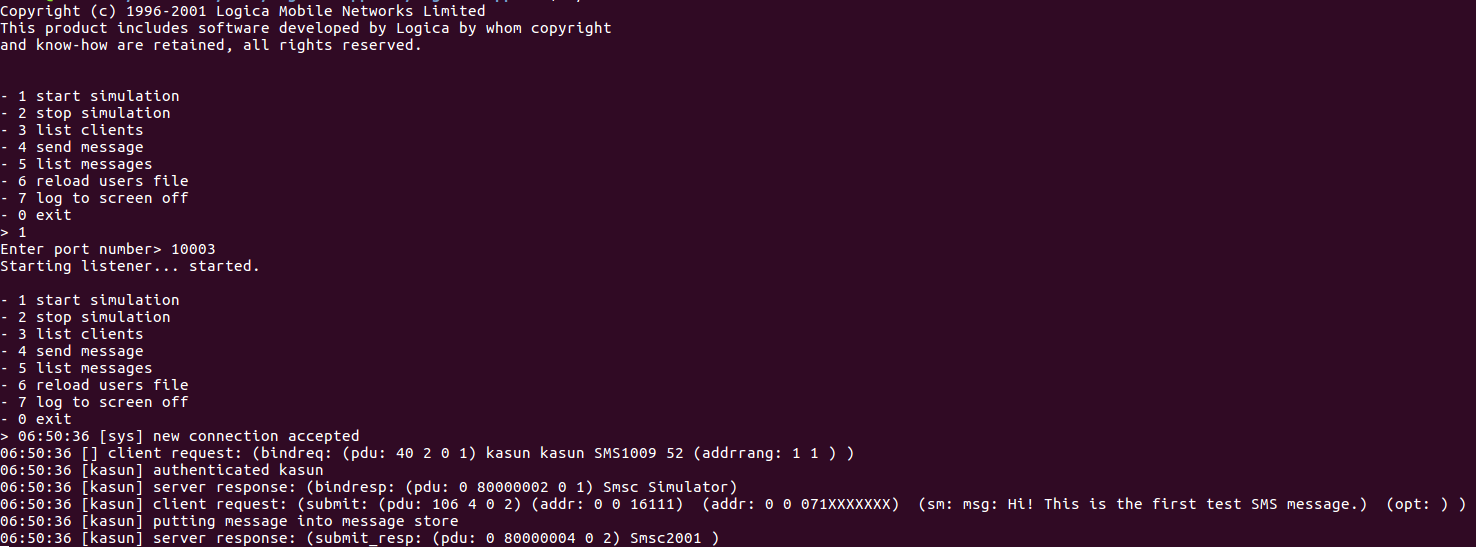 Copyright (c) 1996-2001 Logica Mobile Networks Limited
This product includes software developed by Logica by whom copyright
and know-how are retained, all rights reserved.
- 1 start simulation
- 2 stop simulation
- 3 list clients
- 4 send message
- 5 list messages
- 6 reload users file
- 7 log to screen off
- 0 exit
> 1
Enter port number> 10003
Starting listener... started.
- 1 start simulation
- 2 stop simulation
- 3 list clients
- 4 send message
- 5 list messages
- 6 reload users file
- 7 log to screen off
- 0 exit
> 06:50:36 [sys] new connection accepted
06:50:36 [] client request: (bindreq: (pdu: 40 2 0 1) kasun kasun SMS1009 52 (addrrang: 1 1 ) )
06:50:36 [kasun] authenticated kasun
06:50:36 [kasun] server response: (bindresp: (pdu: 0 80000002 0 1) Smsc Simulator)
06:50:36 [kasun] client request: (submit: (pdu: 106 4 0 2) (addr: 0 0 16111)  (addr: 0 0 071XXXXXXX)  (sm: msg: Hi! This is the first test SMS message.)  (opt: ) )
06:50:36 [kasun] putting message into message store
06:50:36 [kasun] server response: (submit_resp: (pdu: 0 80000004 0 2) Smsc2001 )